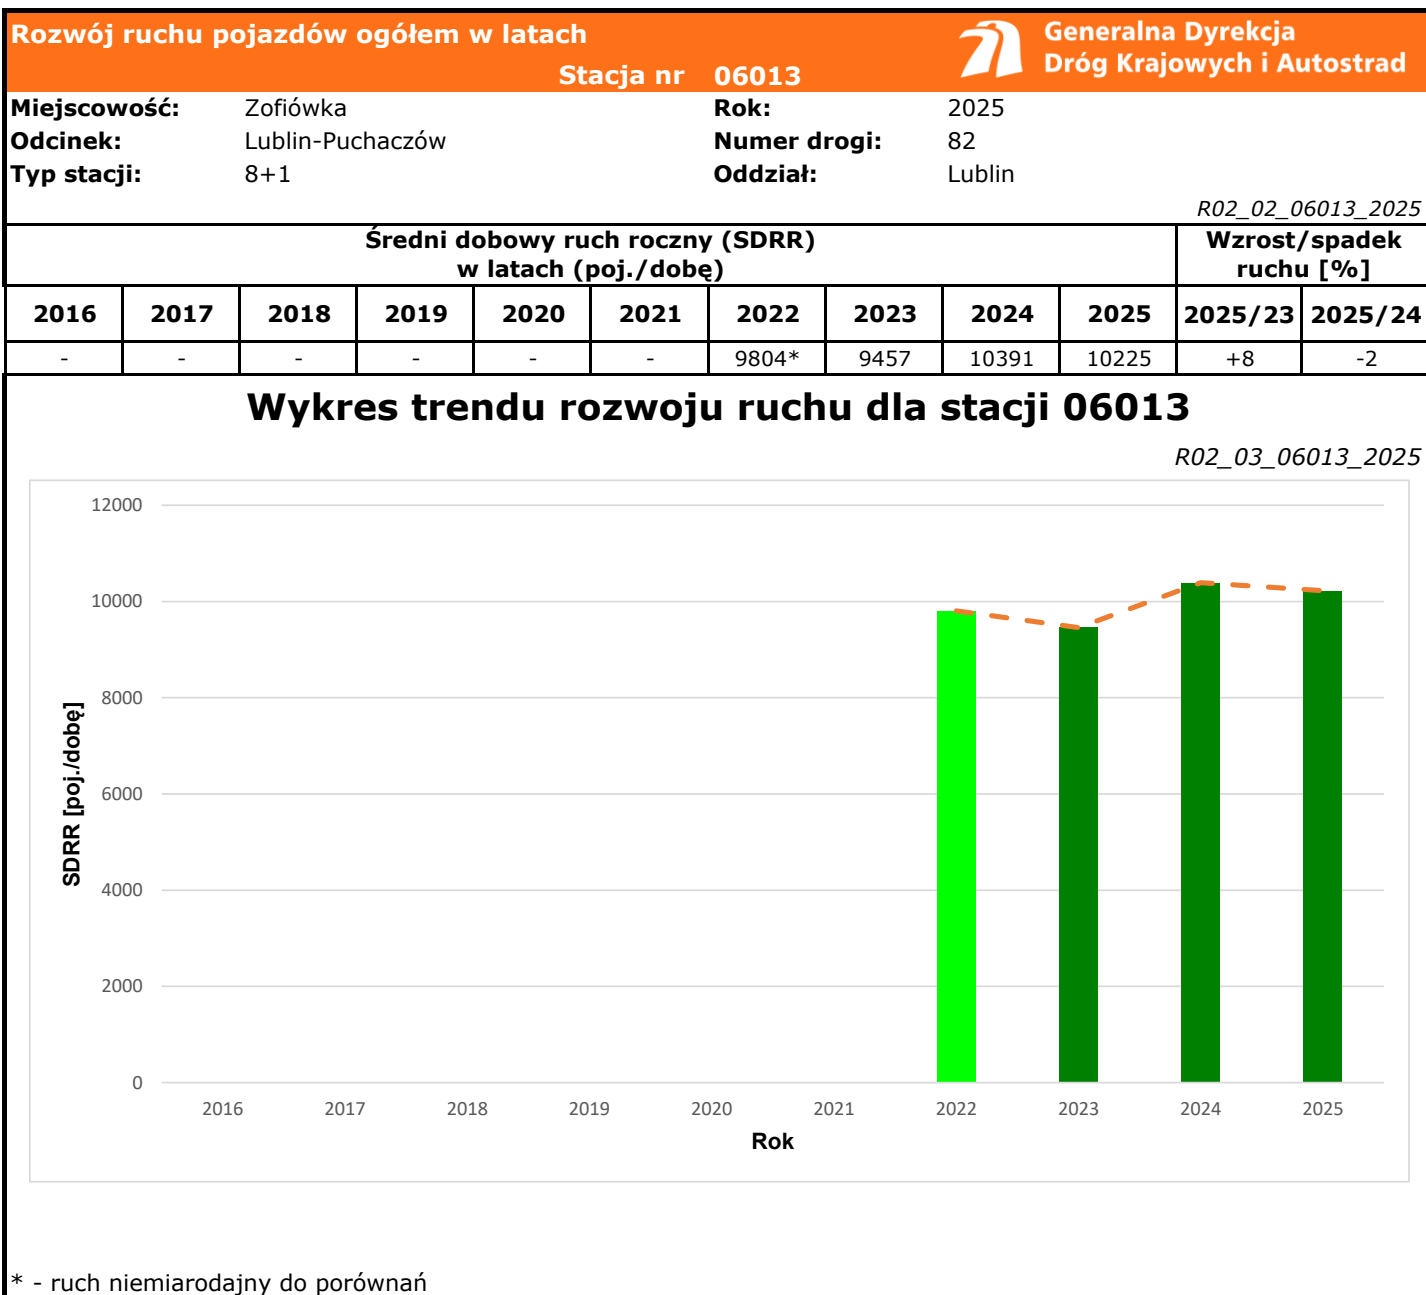 Rozwój ruchu pojazdów ogółem w latach
Generalna Dyrekcja
Dróg Krajowych i Autostrad
Stacja nr 06013
Miejscowość: Zofiówka Rok: 2025
Odcinek: Lublin-Puchaczów Numer drogi: 82
Typ stacji: 8+1 Oddział: Lublin
R02_02_06013_2025
Średni dobowy ruch roczny (SDRR)
w latach (poj./dobę)
Wzrost/spadek
ruchu [%]
2016 2017 2018 2019 2020 2021 2022 2023 2024 2025 2025/23 2025/24
- - - - - - 9804* 9457 10391 10225 +8 -2
Wykres trendu rozwoju ruchu dla stacji 06013
R02_03_06013_2025
12000
10000
8000
6000
4000
2000
0
SDRR [poj./dobę]
2016 2017 2018 2019 2020 2021 2022 2023 2024 2025
Rok
* - ruch niemiarodajny do porównań